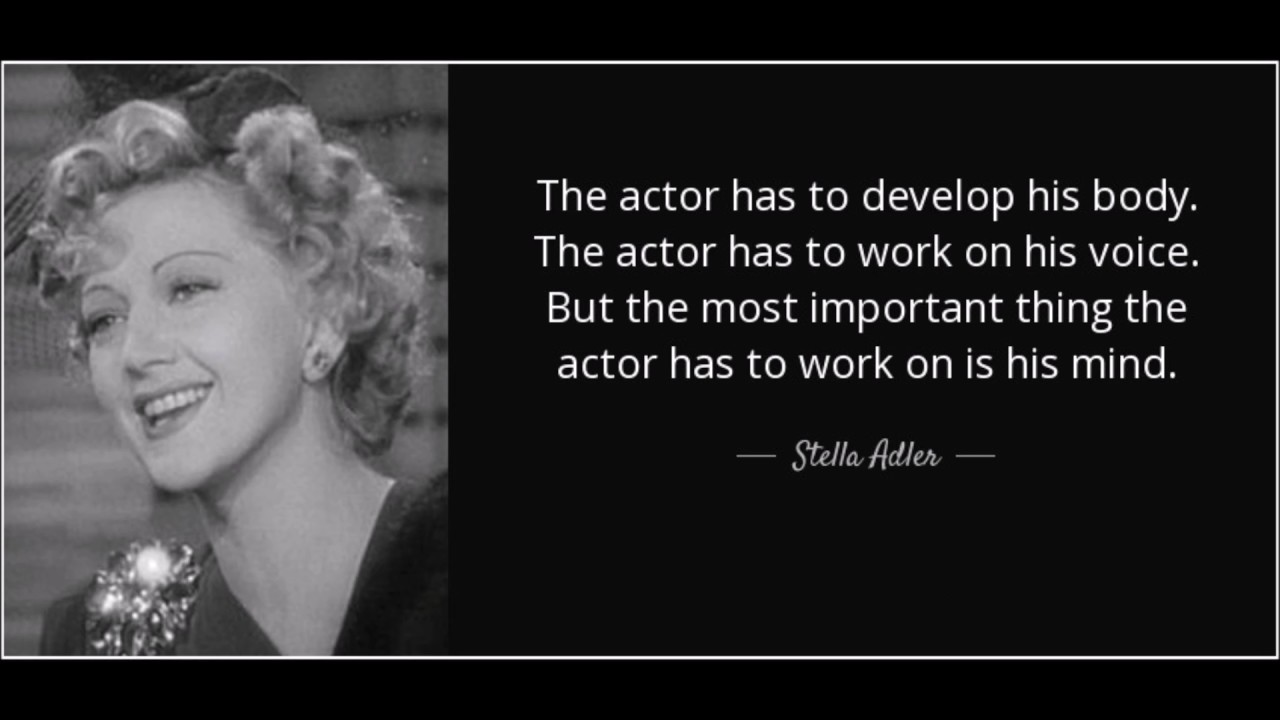 The actor has to develop his body.
The actor has to work on his voice.
But the most important thing the
actor has to work on is his mind.
Stella Adler